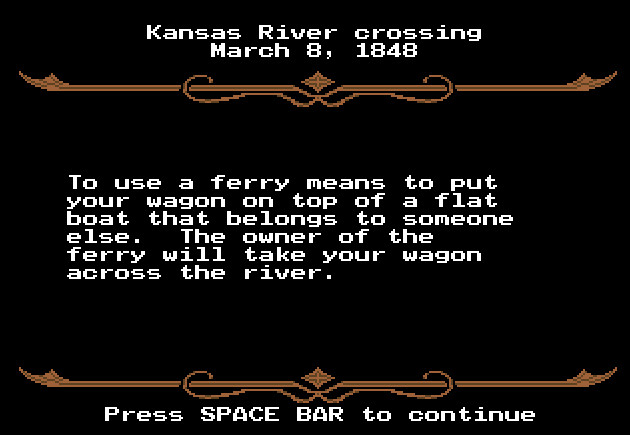 Kansas River crossing
March 8, 1848
To use a ferry means to put
your wagon on top of a flat
boat that belongs to someone
else.  The owner of the
ferry will take your wagon
across the river.
Press SPACE BAR to continue